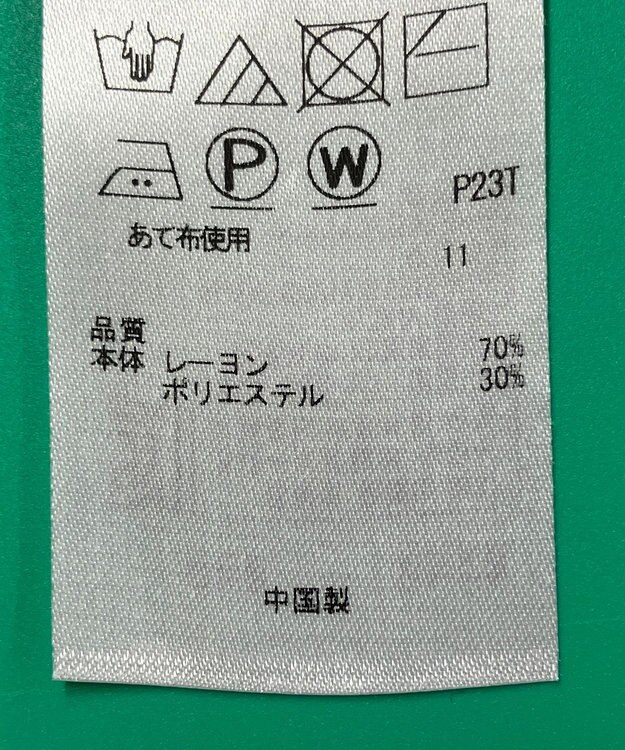 P W
P23T
あて布使用
11
品質
本体 レーヨン 70%
ポリエステル 30%
中国製